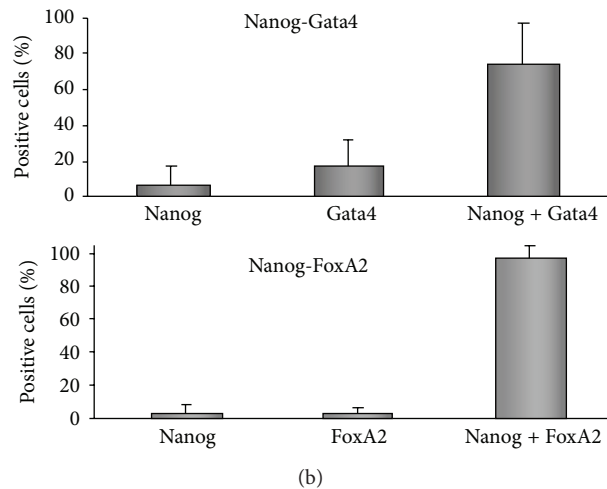 Nanog-Gata4
Positive cells (%)
100
80
60
40
20
0
Nanog
Gata4
Nanog + Gata4
Nanog-FoxA2
Positive cells (%)
100
80
60
40
20
0
Nanog
FoxA2
Nanog + FoxA2
(b)